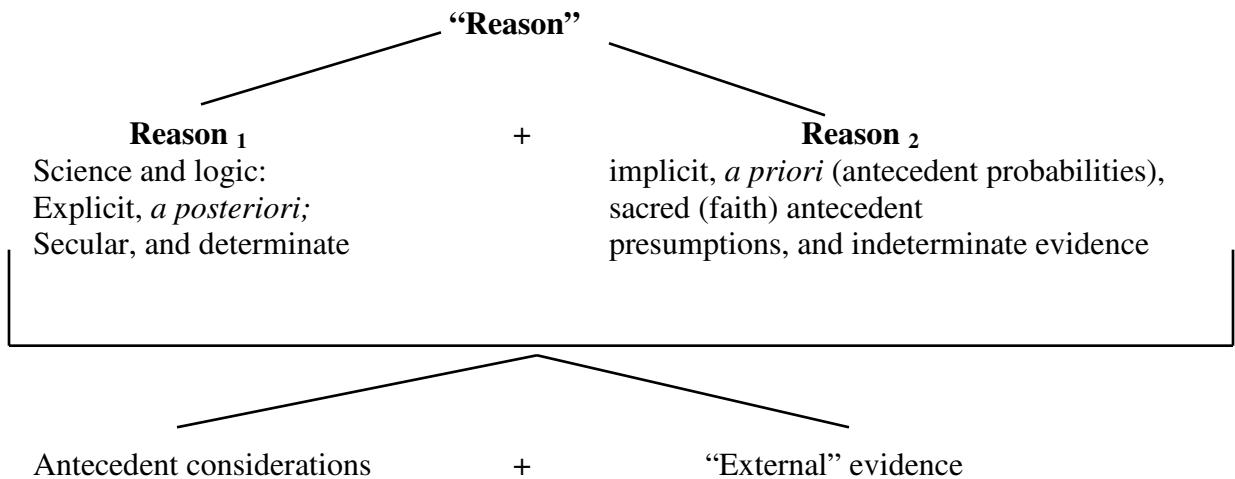 “Reason”
Reason 1 + Reason 2
Science and logic: implicit, a priori (antecedent probabilities),
Explicit, a posteriori; sacred (faith) antecedent
Secular, and determinate presumptions, and indeterminate evidence
Antecedent considerations + “External” evidence